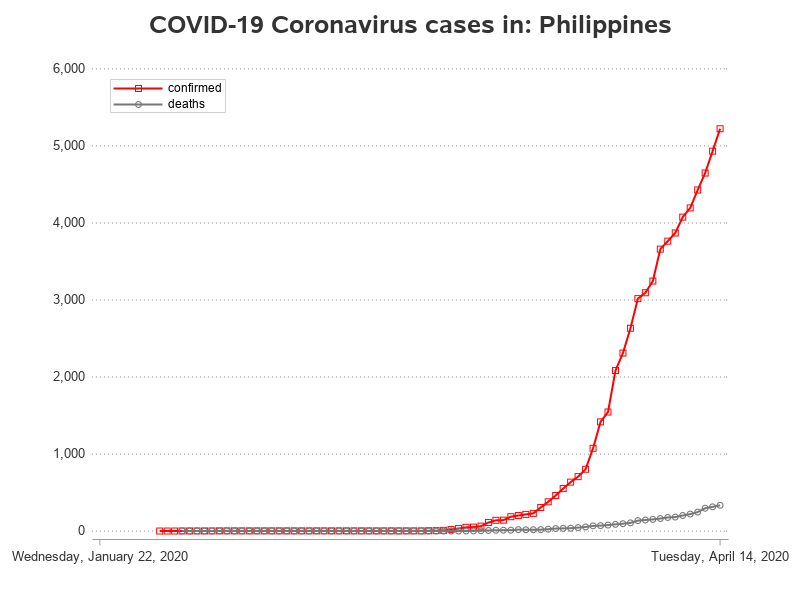 COVID-19 Coronavirus cases in: Philippines
6,000
confirmed
deaths
5,000
4,000
3,000
2,000
1,000
0
Wednesday, January 22, 2020
Tuesday, April 14, 2020